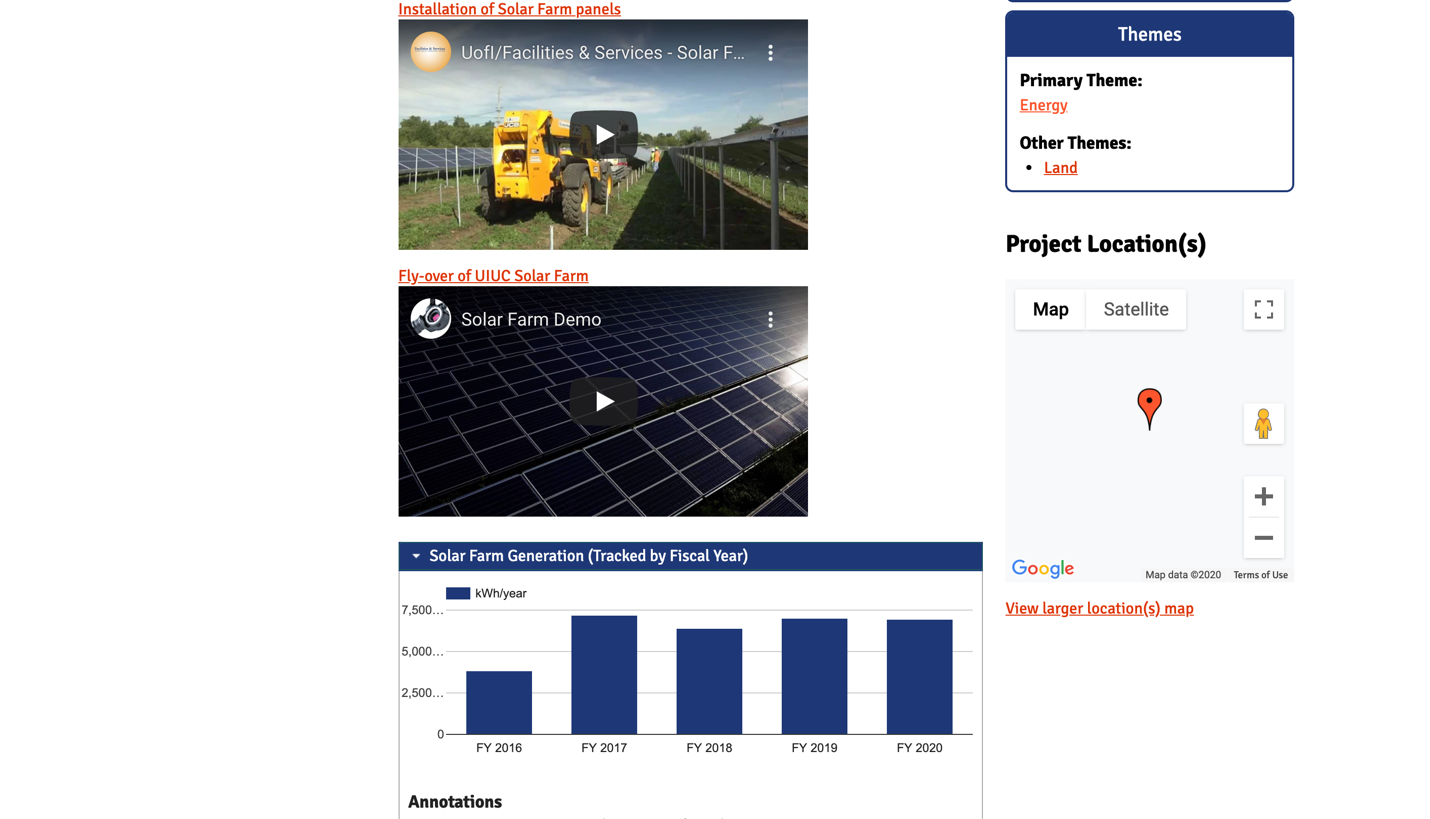 Installation of Solar Farm panels
UofI/Facilities & Services - Solar F...
Fly-over of UIUC Solar Farm
Solar Farm Demo
Solar Farm Generation (Tracked by Fiscal Year)
kWh/year
7,500...
5,000...
2,500...
0
FY 2016 FY 2017 FY 2018 FY 2019 FY 2020
Annotations
Themes
Primary Theme:
Energy
Other Themes:
• Land
Project Location(s)
Map Satellite
Google
Map data ©2020 Terms of Use
View larger location(s) map